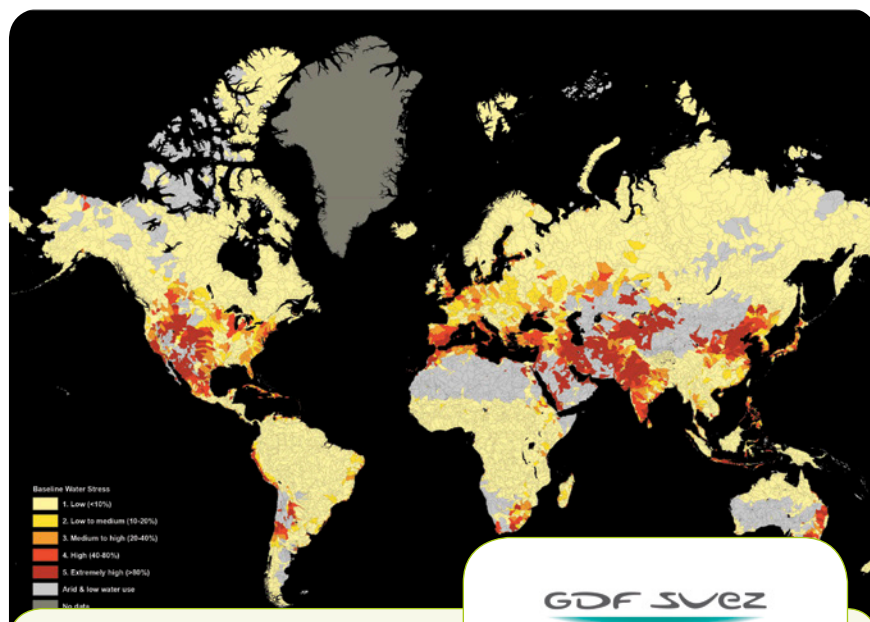 Baseline Water Stress
1. Low (<10%)
2. Low to medium (10-20%)
3. Medium to high (20-40%)
4. High (40-80%)
5. Extremely high (>80%)
Arid & low water use
No data
GDF SUEZ